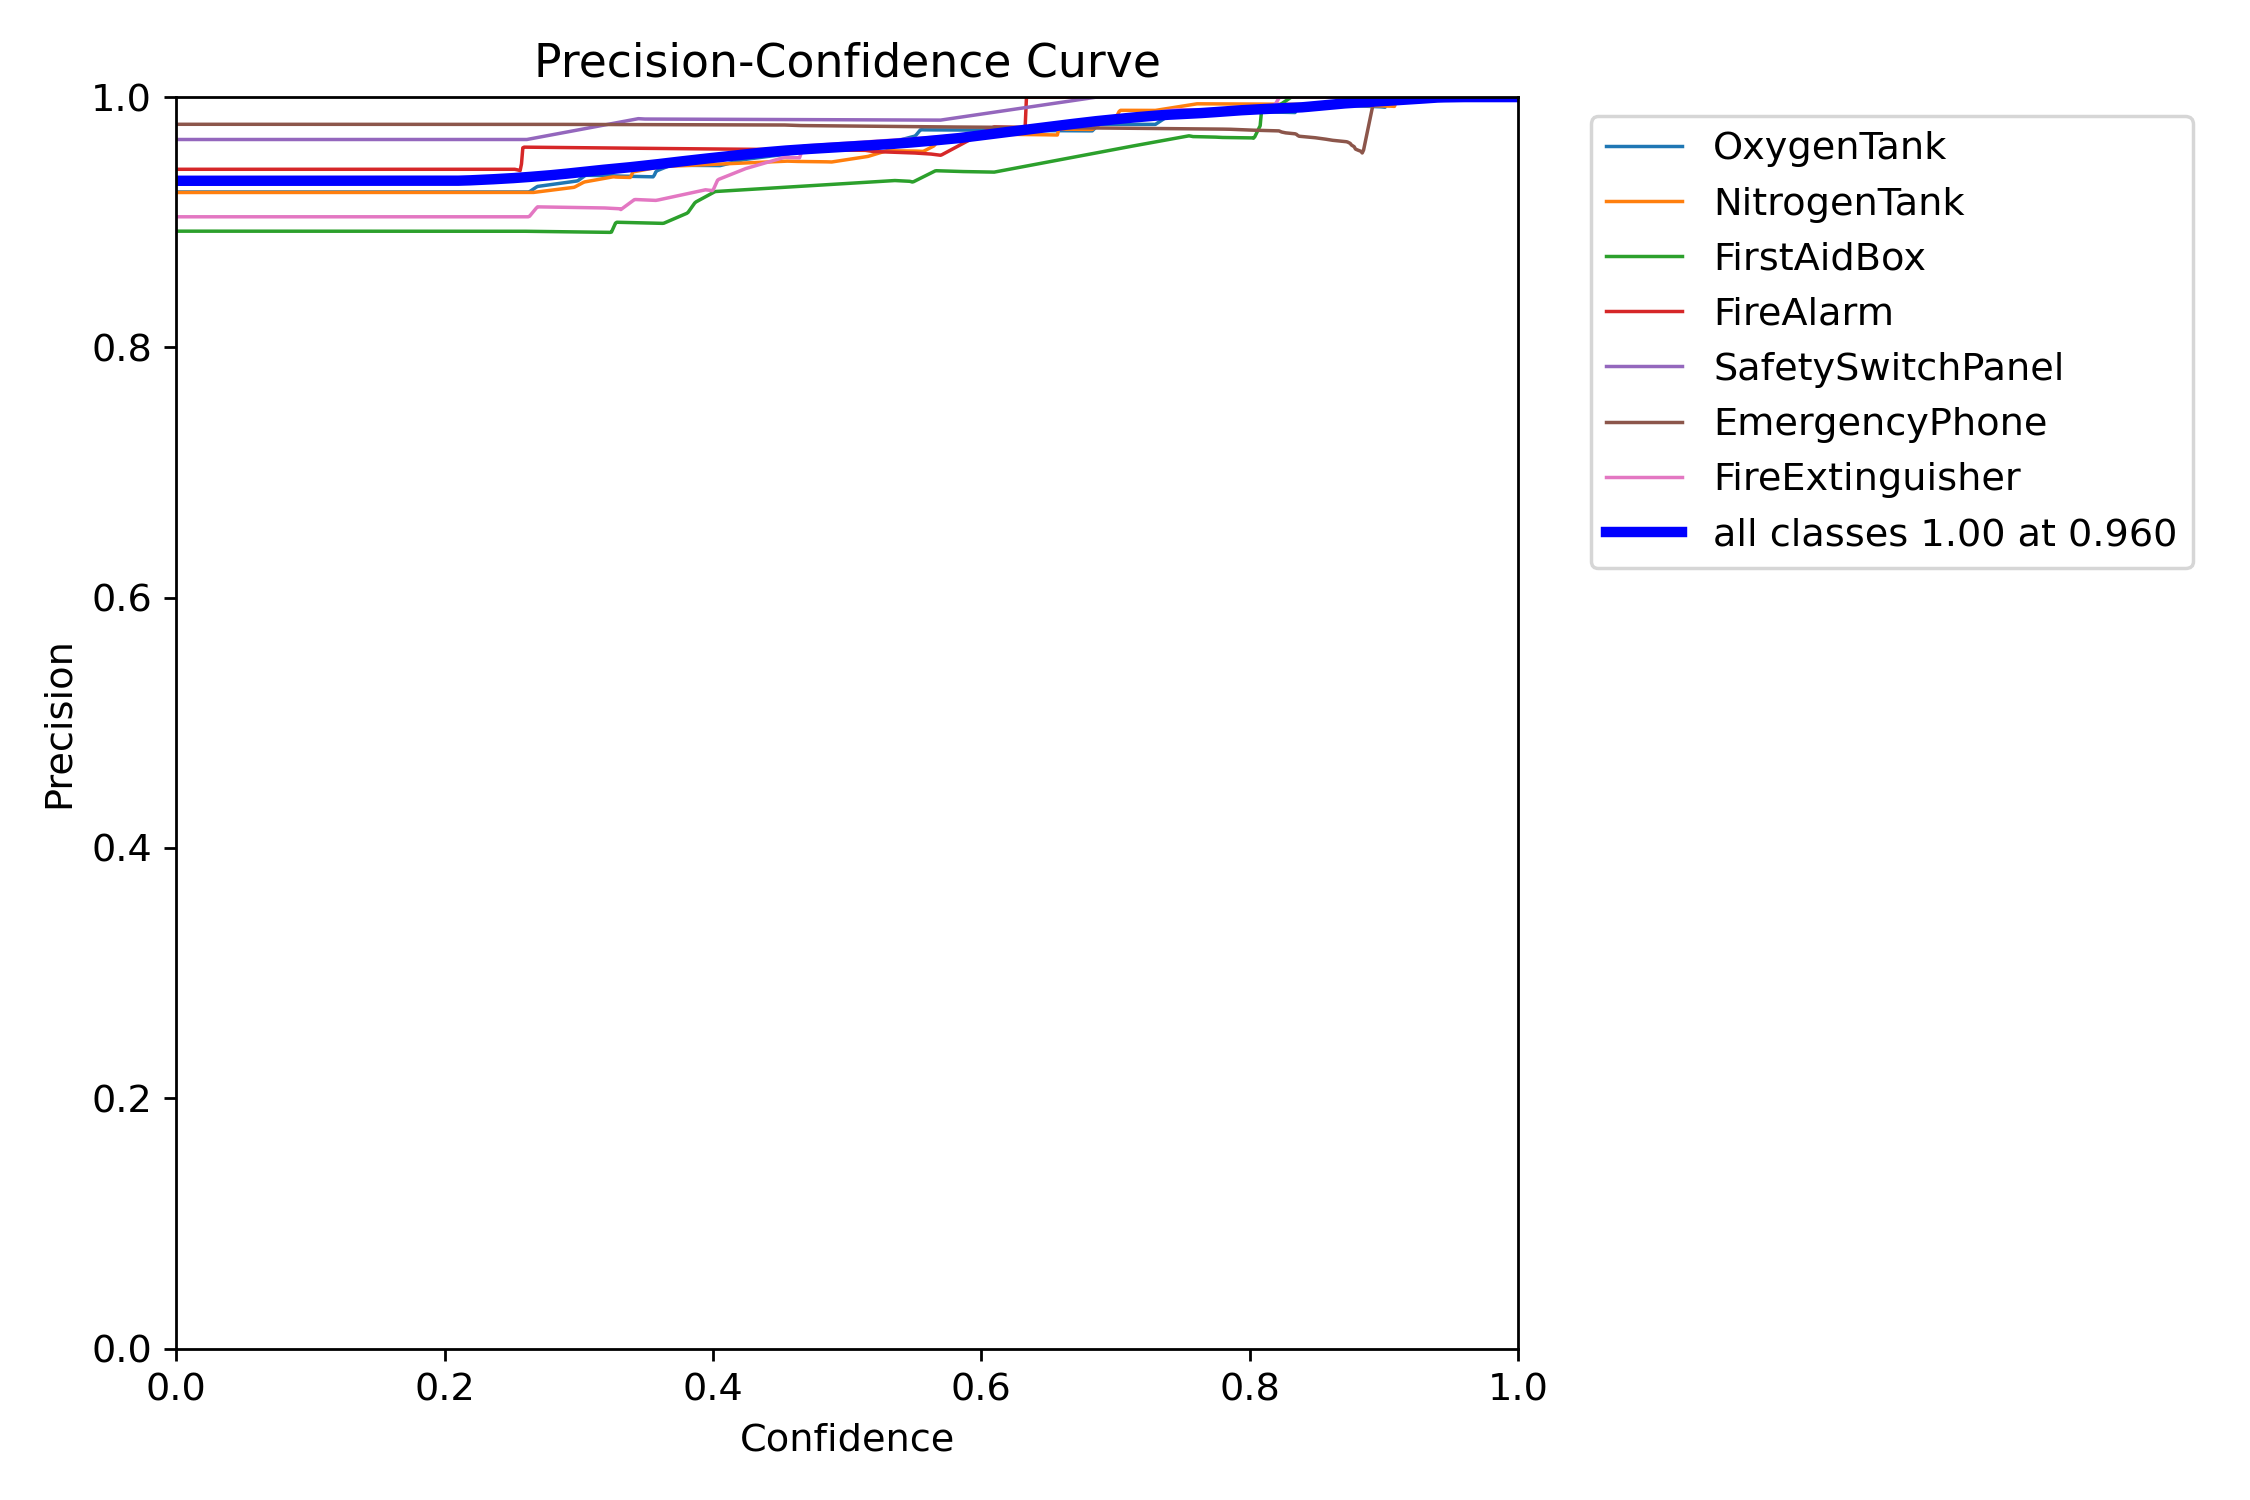 Precision-Confidence Curve
1.0
0.8
0.6
0.4
0.2
0.0
Precision
0.0 0.2 0.4 0.6 0.8 1.0
Confidence
OxygenTank
NitrogenTank
FirstAidBox
FireAlarm
SafetySwitchPanel
EmergencyPhone
FireExtinguisher
all classes 1.00 at 0.960